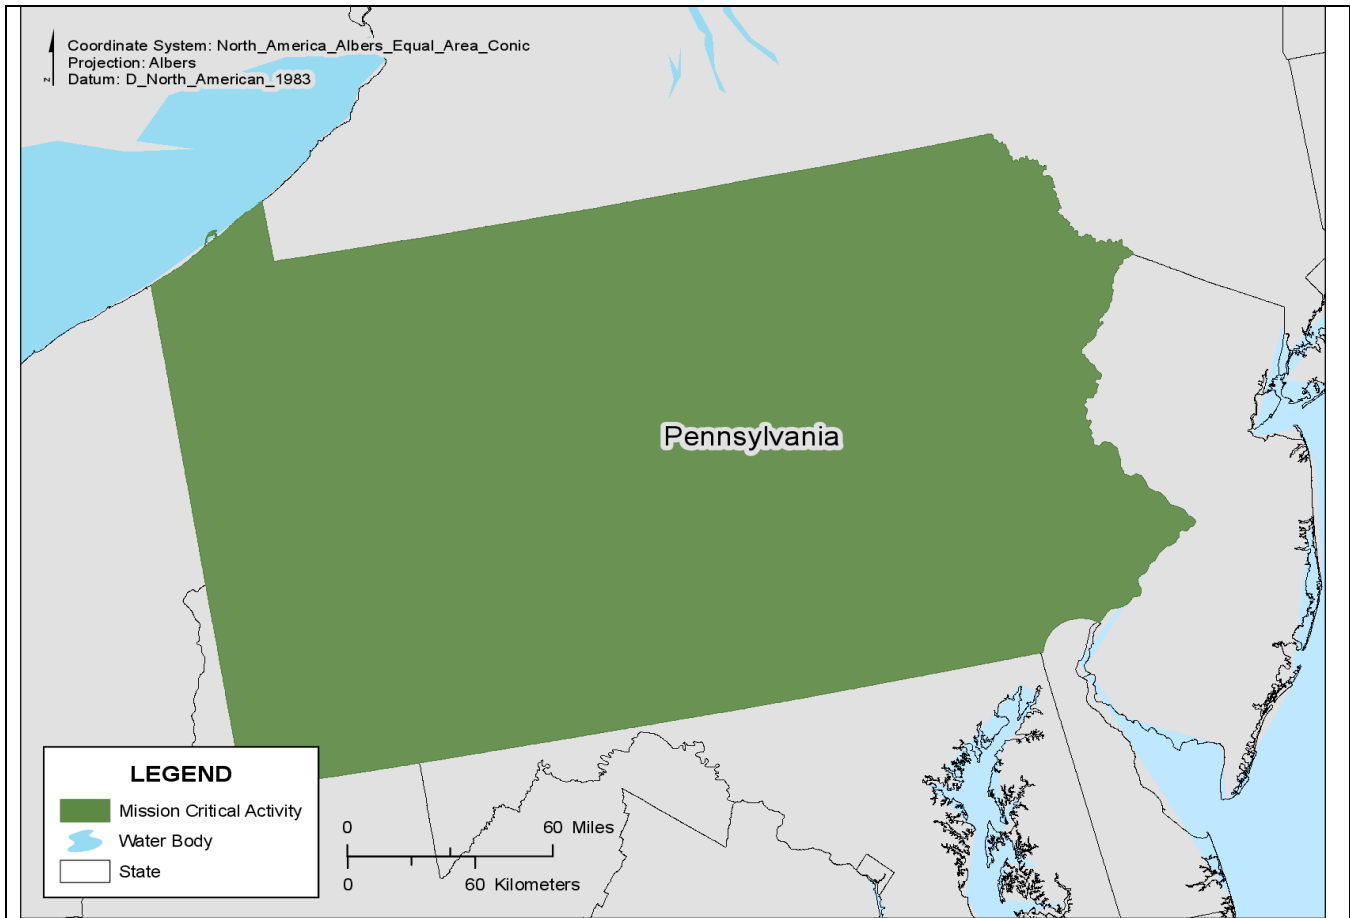 Coordinate System: North_America_Albers_Equal_Area_Conic
Projection: Albers
Datum: D_North_American_1983
z
Pennsylvania
LEGEND
Mission Critical Activity
Water Body
State
0 60 Miles
0 60 Kilometers